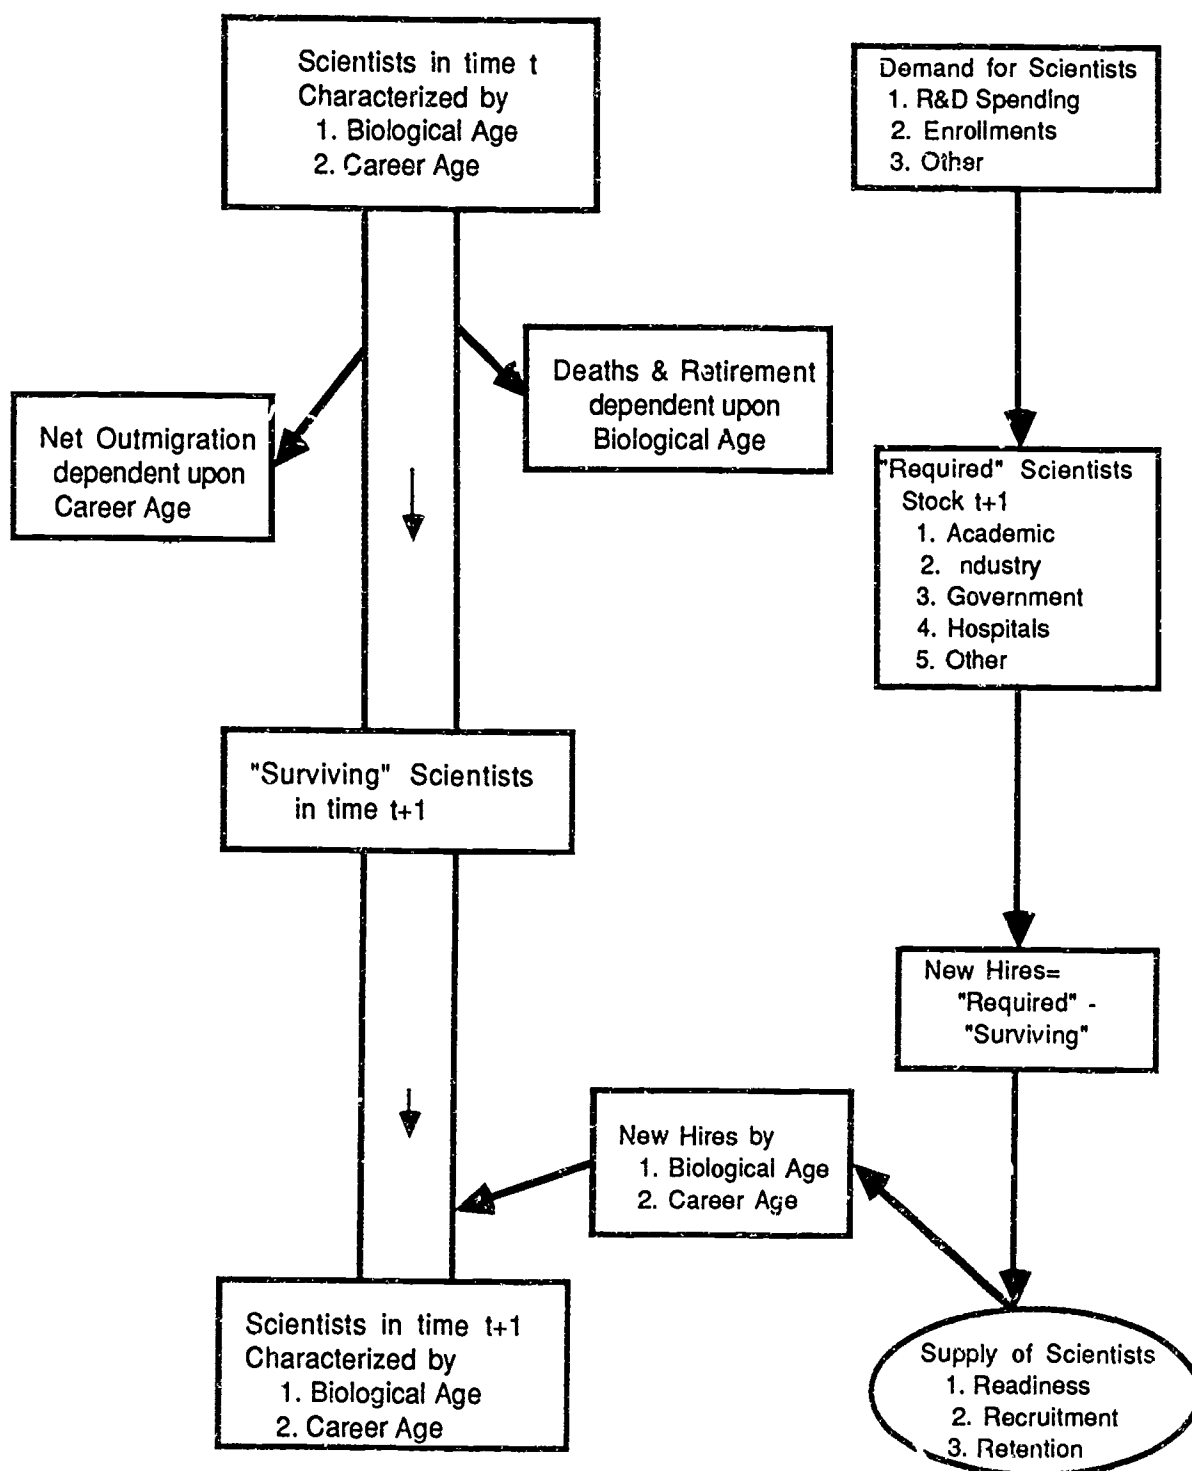 Scientists in time t
Characterized by
1. Biological Age
2. Career Age
Demand for Scientists
1. R&D Spending
2. Enrollments
3. Other
Net Outmigration
dependent upon
Career Age
Deaths & Retirement
dependent upon
Biological Age
"Required" Scientists
Stock t+1
1. Academic
2. ndustry
3. Government
4. Hospitals
5. Other
"Surviving" Scientists
in time t+1
New Hires=
"Required" -
"Surviving"
New Hires by
1. Biological Age
2. Career Age
Scientists in time t+1
Characterized by
1. Biological Age
2. Career Age
Supply of Scientists
1. Readiness
2. Recruitment
3. Retention